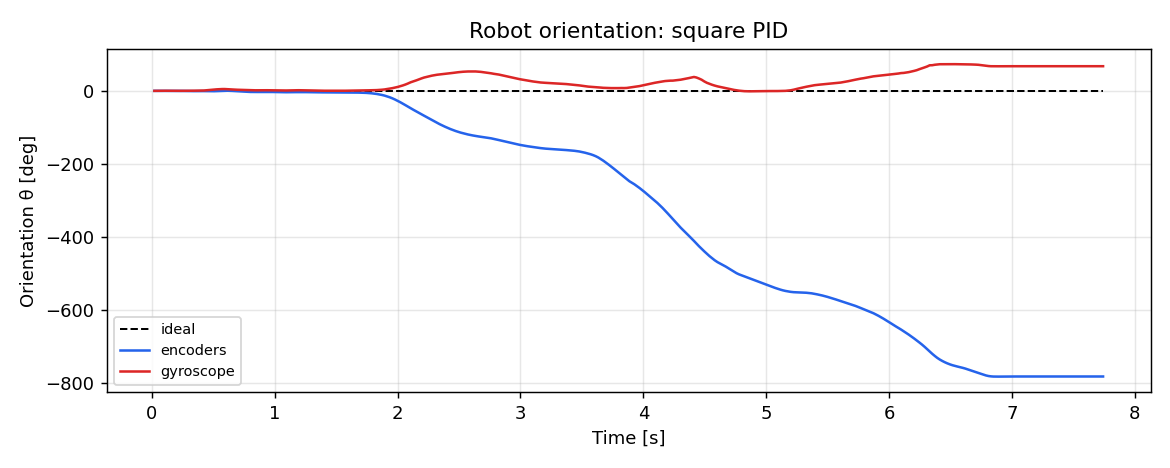 Robot orientation: square PID
Orientation θ [deg]
0
−200
−400
−600
−800
ideal
encoders
gyroscope
0 1 2 3 4 5 6 7 8
Time [s]